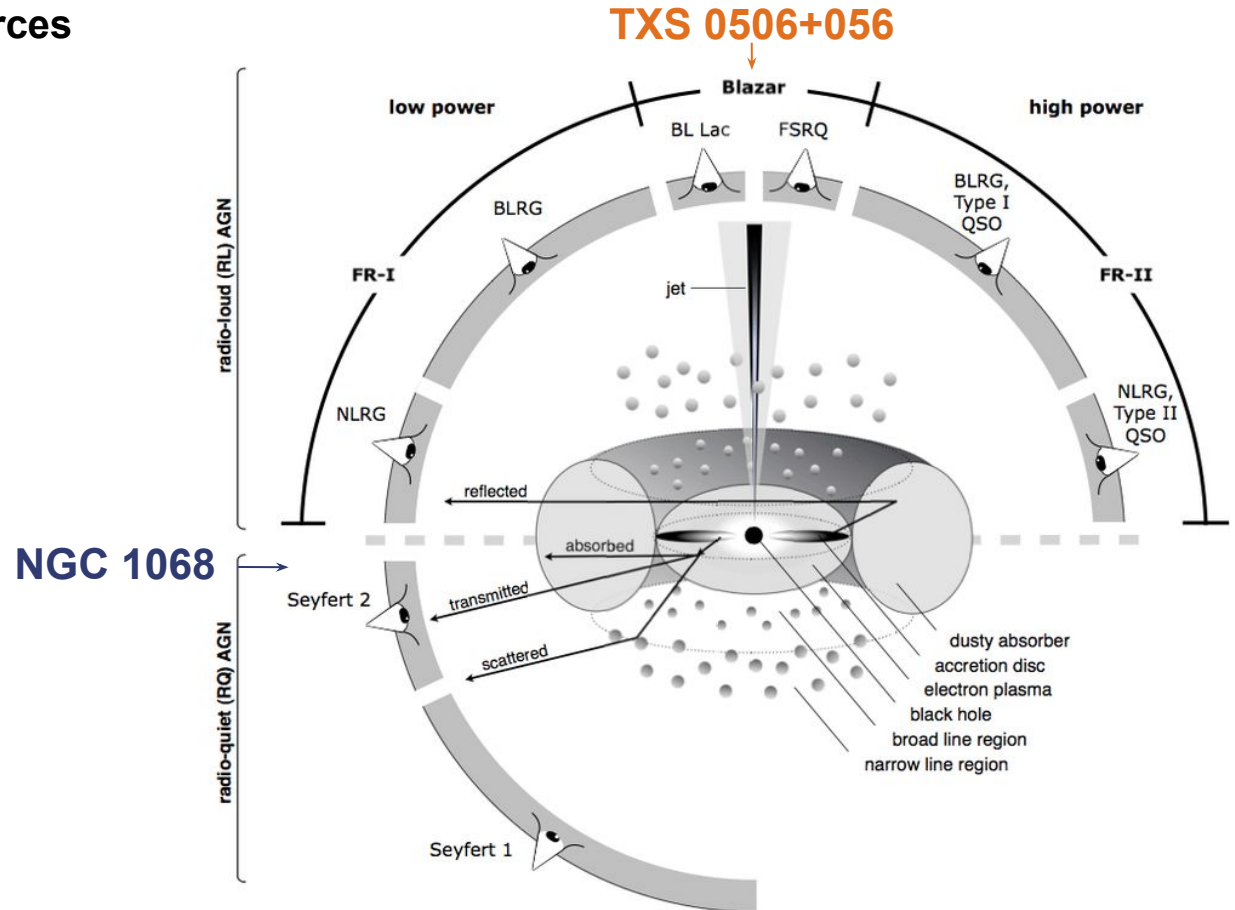 rces
TXS 0506+056
Blazar
low power
high power
BL Lac
FSRQ
BLRG
BLRG,
Type I
QSO
FR-I
FR-II
jet
radio-loud (RL) AGN
NLRG
NLRG,
Type II
QSO
reflected
absorbed
NGC 1068
transmitted
Seyfert 2
scattered
dusty absorber
accretion disc
electron plasma
black hole
broad line region
narrow line region
radio-quiet (RQ) AGN
Seyfert 1